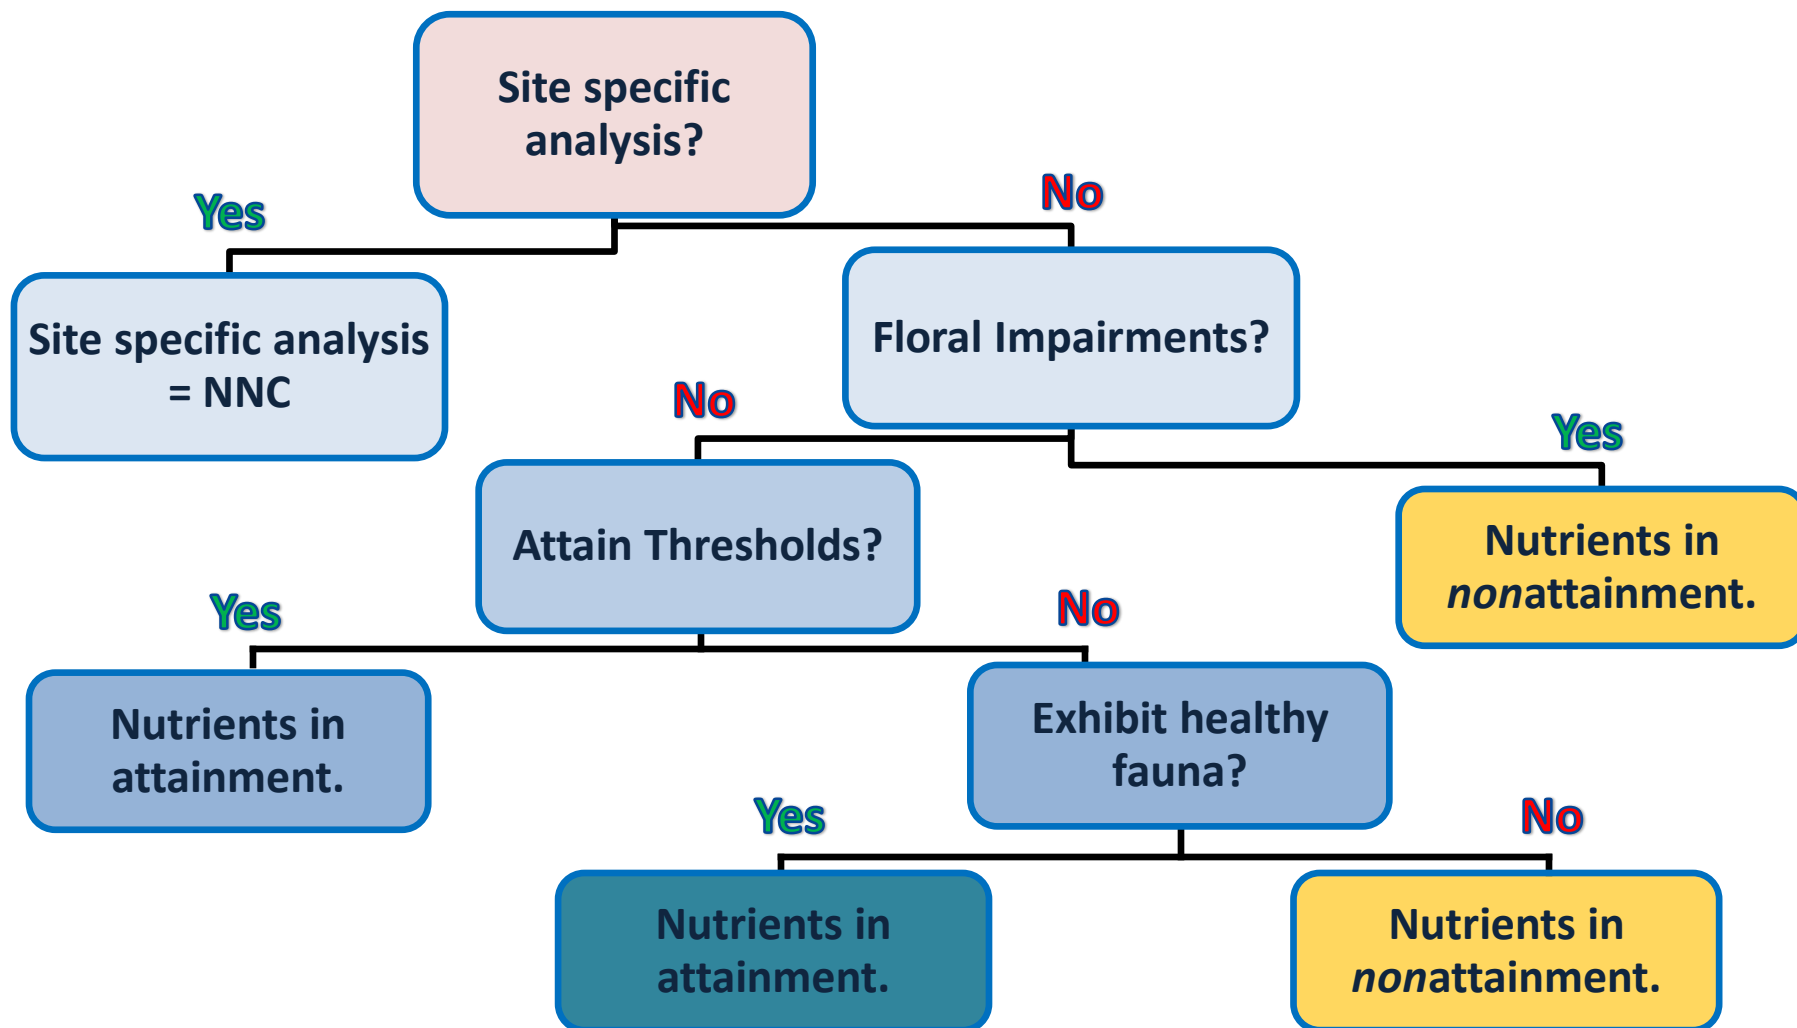 Site specific
analysis?
Yes
No
Site specific analysis
= NNC
Floral Impairments?
No
Yes
Attain Thresholds?
Nutrients in
nonattainment.
Yes
No
Nutrients in
attainment.
Exhibit healthy
fauna?
Yes
No
Nutrients in
attainment.
Nutrients in
nonattainment.